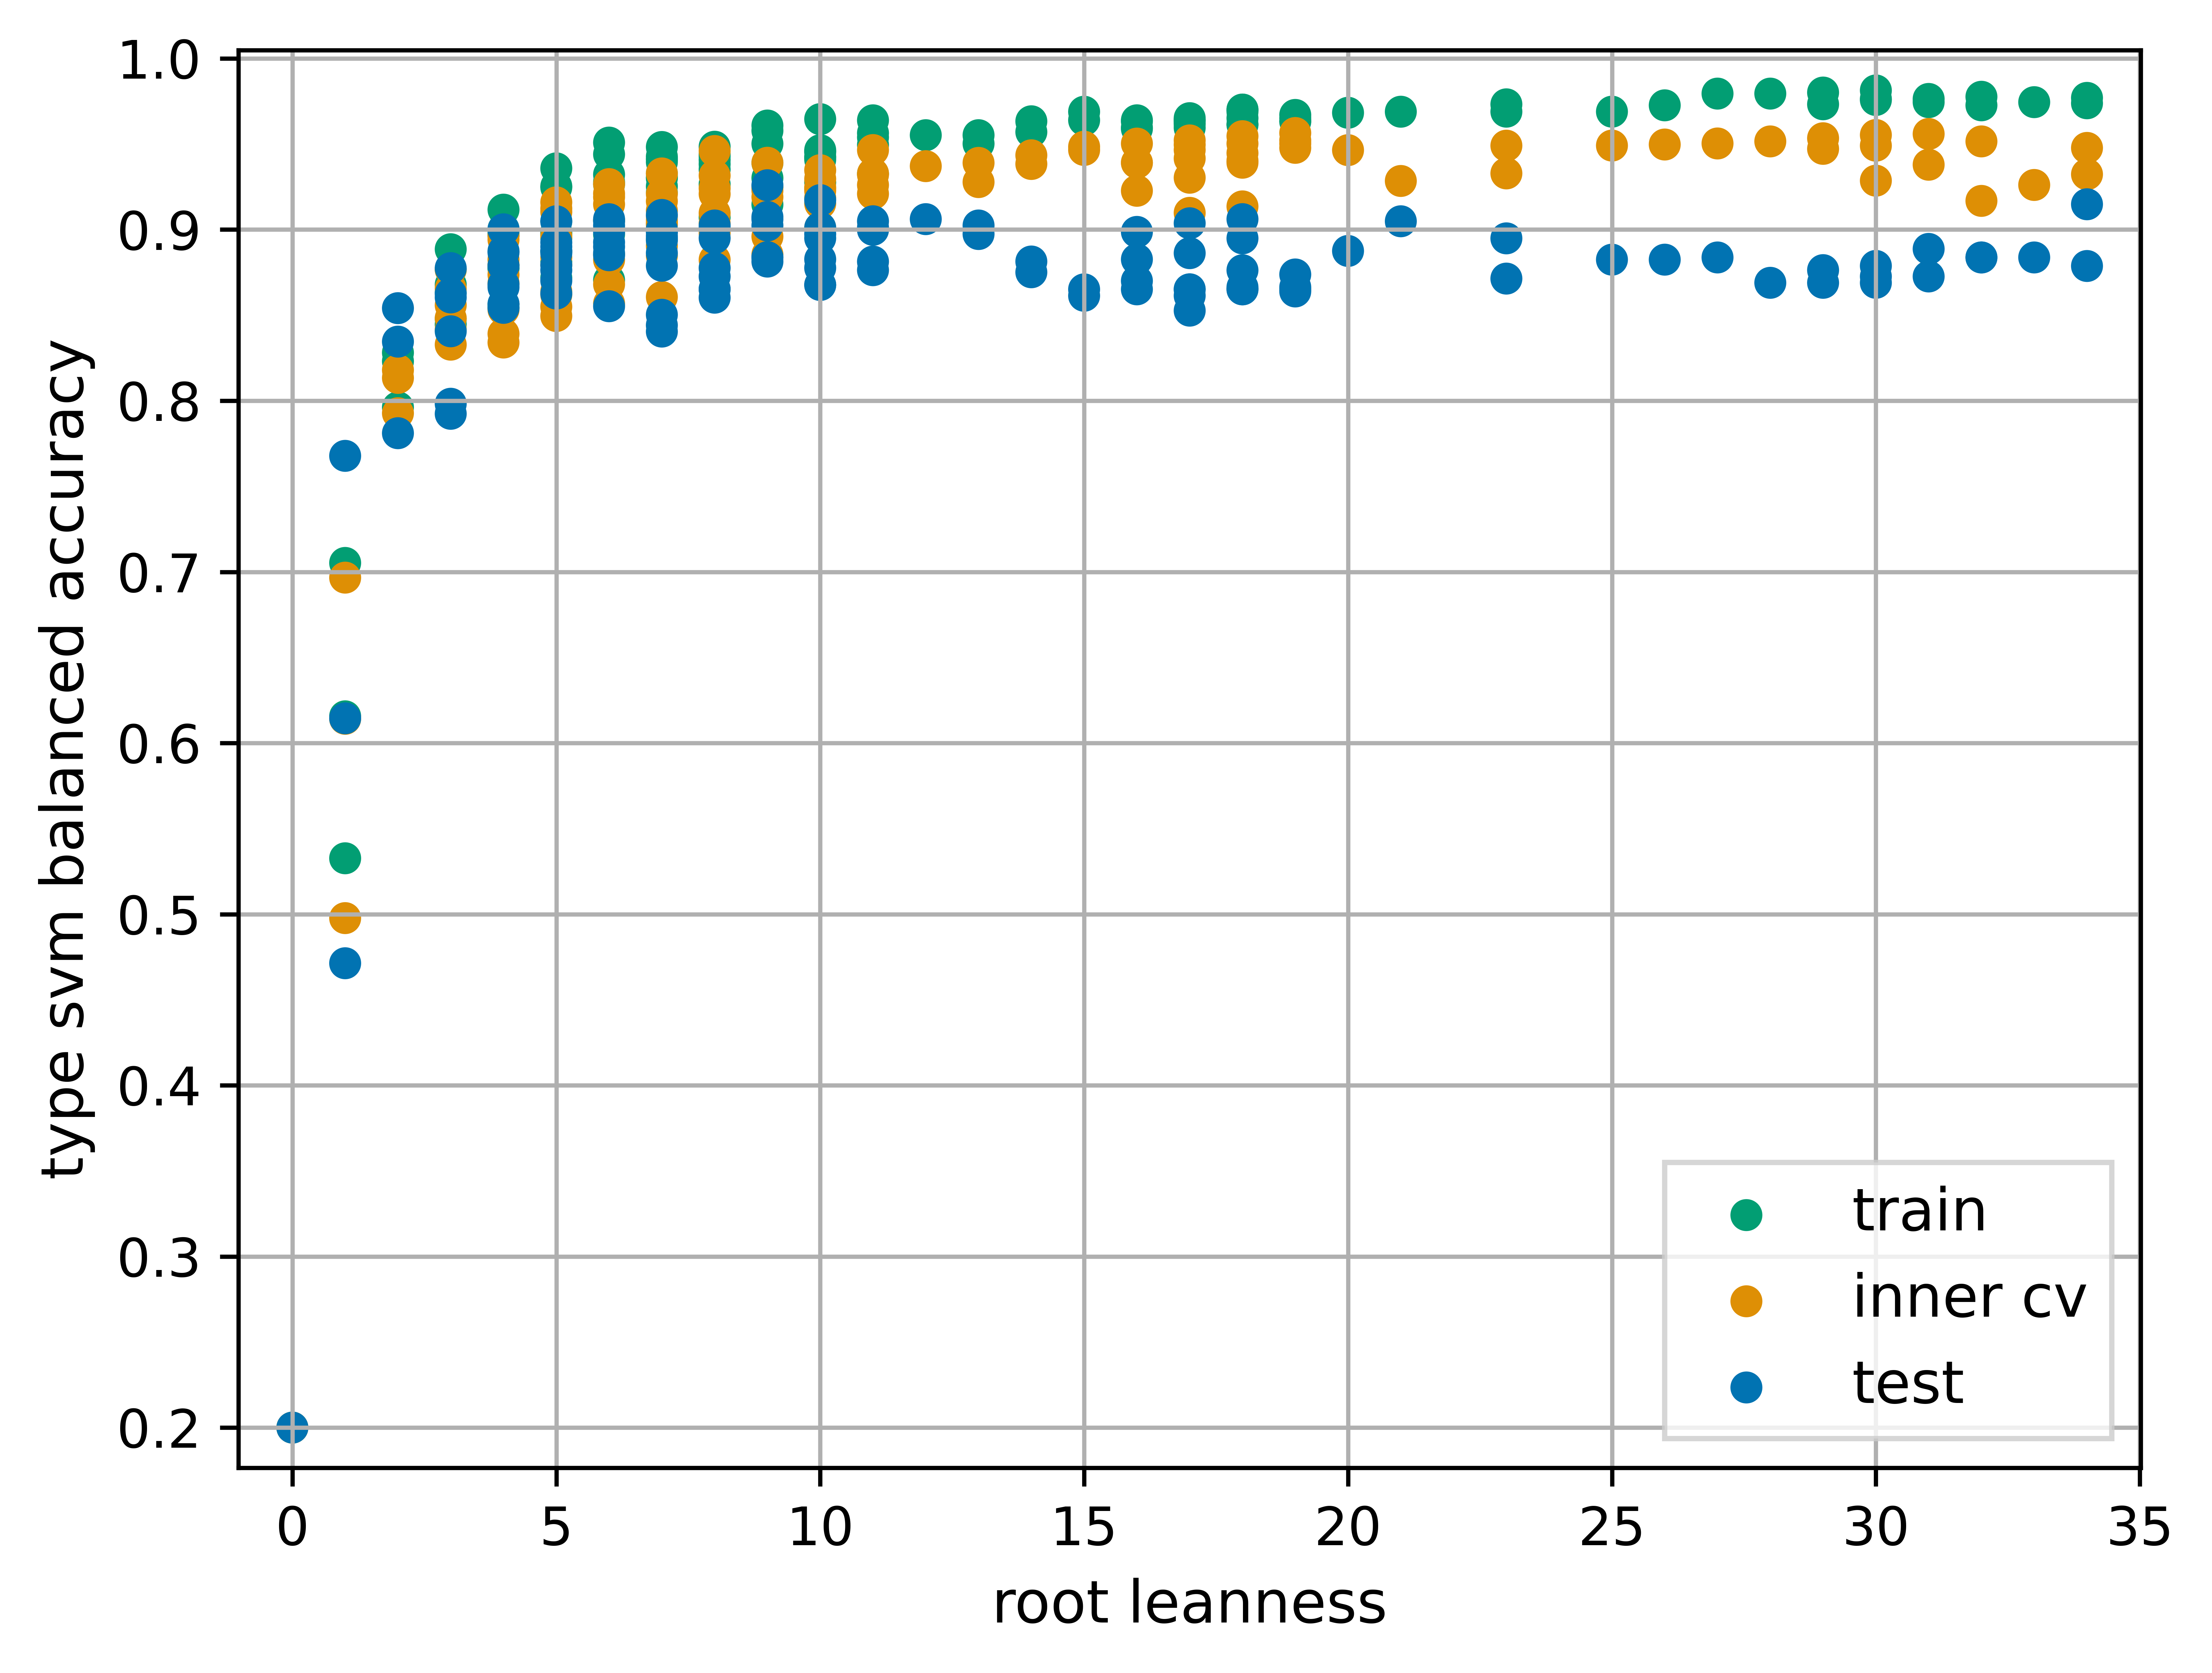 1.0
0.9
0.8
0.7
0.6
0.5
0.4
0.3
0.2
type svm balanced accuracy
train
inner cv
test
0 5 10 15 20 25 30 35
root leanness